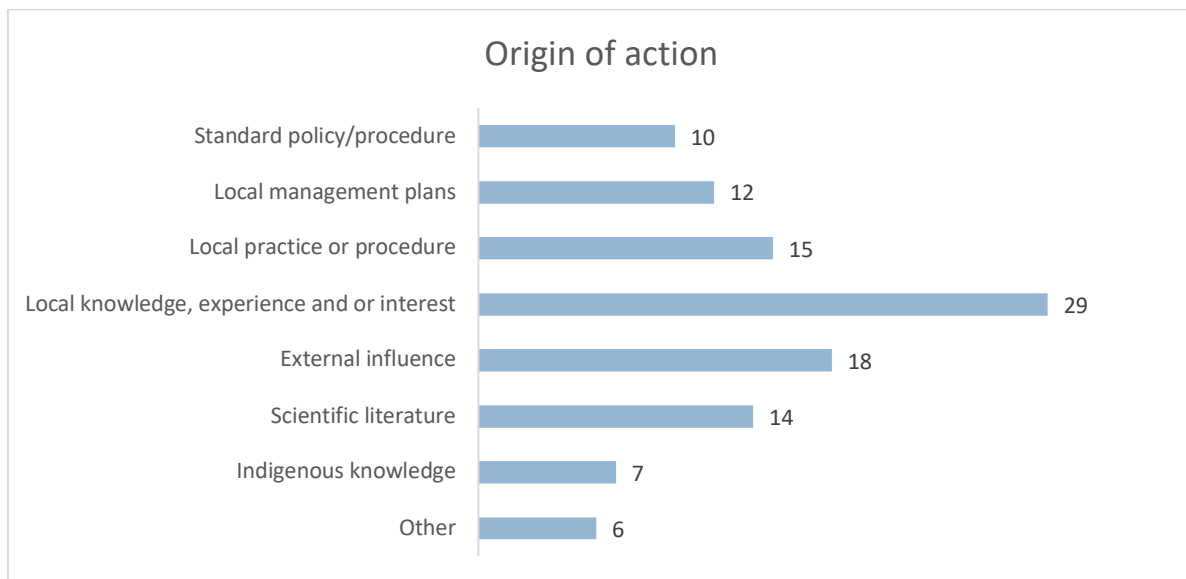 Origin of action
Standard policy/procedure 10
Local management plans 12
Local practice or procedure 15
Local knowledge, experience and or interest 29
External influence 18
Scientific literature 14
Indigenous knowledge 7
Other 6